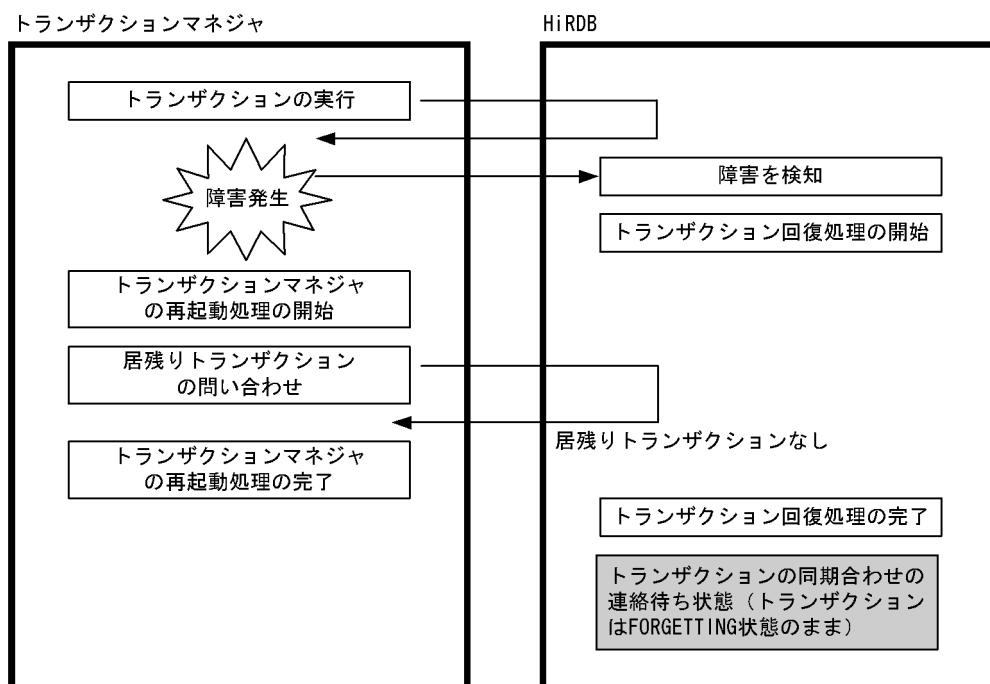 トランザクションマネジャ
HiRDB
トランザクションの実行
障害発生
障害を検知
トランザクション回復処理の開始
トランザクションマネジャ
の再起動処理の開始
居残りトランザクション
の問い合わせ
居残りトランザクションなし
トランザクションマネジャ
の再起動処理の完了
トランザクション回復処理の完了
トランザクションの同期合わせの
連絡待ち状態（トランザクション
はFORGETTING状態のまま）